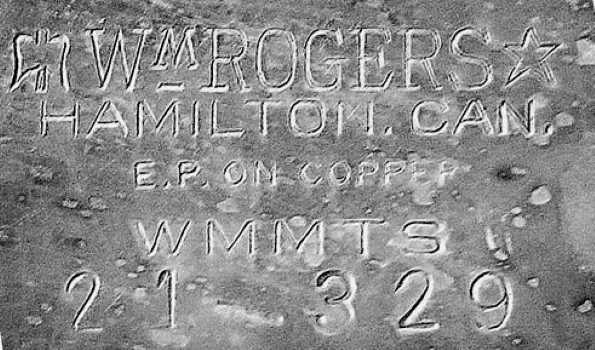 WM ROGERS ☆
HAMILTON. CAN.
E.P. ON COPPER
WMMTS
21 - 329